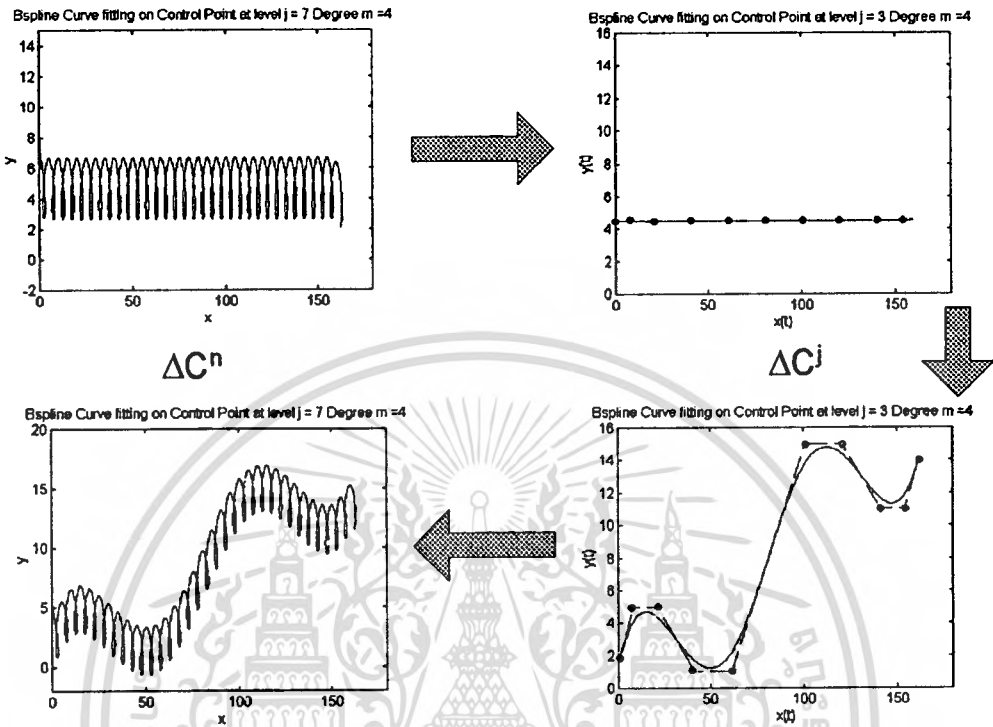 Bspline Curve fitting on Control Point at level j = 7 Degree m =4
14
12
10
8
6
4
2
0
-2
y
0 50 100 150
x
Bspline Curve fitting on Control Point at level j = 3 Degree m =4
16
14
12
10
8
6
4
2
0
y(t)
0 50 100 150
x(t)
ΔCⁿ
ΔCʲ
Bspline Curve fitting on Control Point at level j = 7 Degree m =4
20
15
10
5
0
y
0 50 100 150
x
Bspline Curve fitting on Control Point at level j = 3 Degree m =4
16
14
12
10
8
6
4
2
0
y(t)
0 50 100 150
x(t)